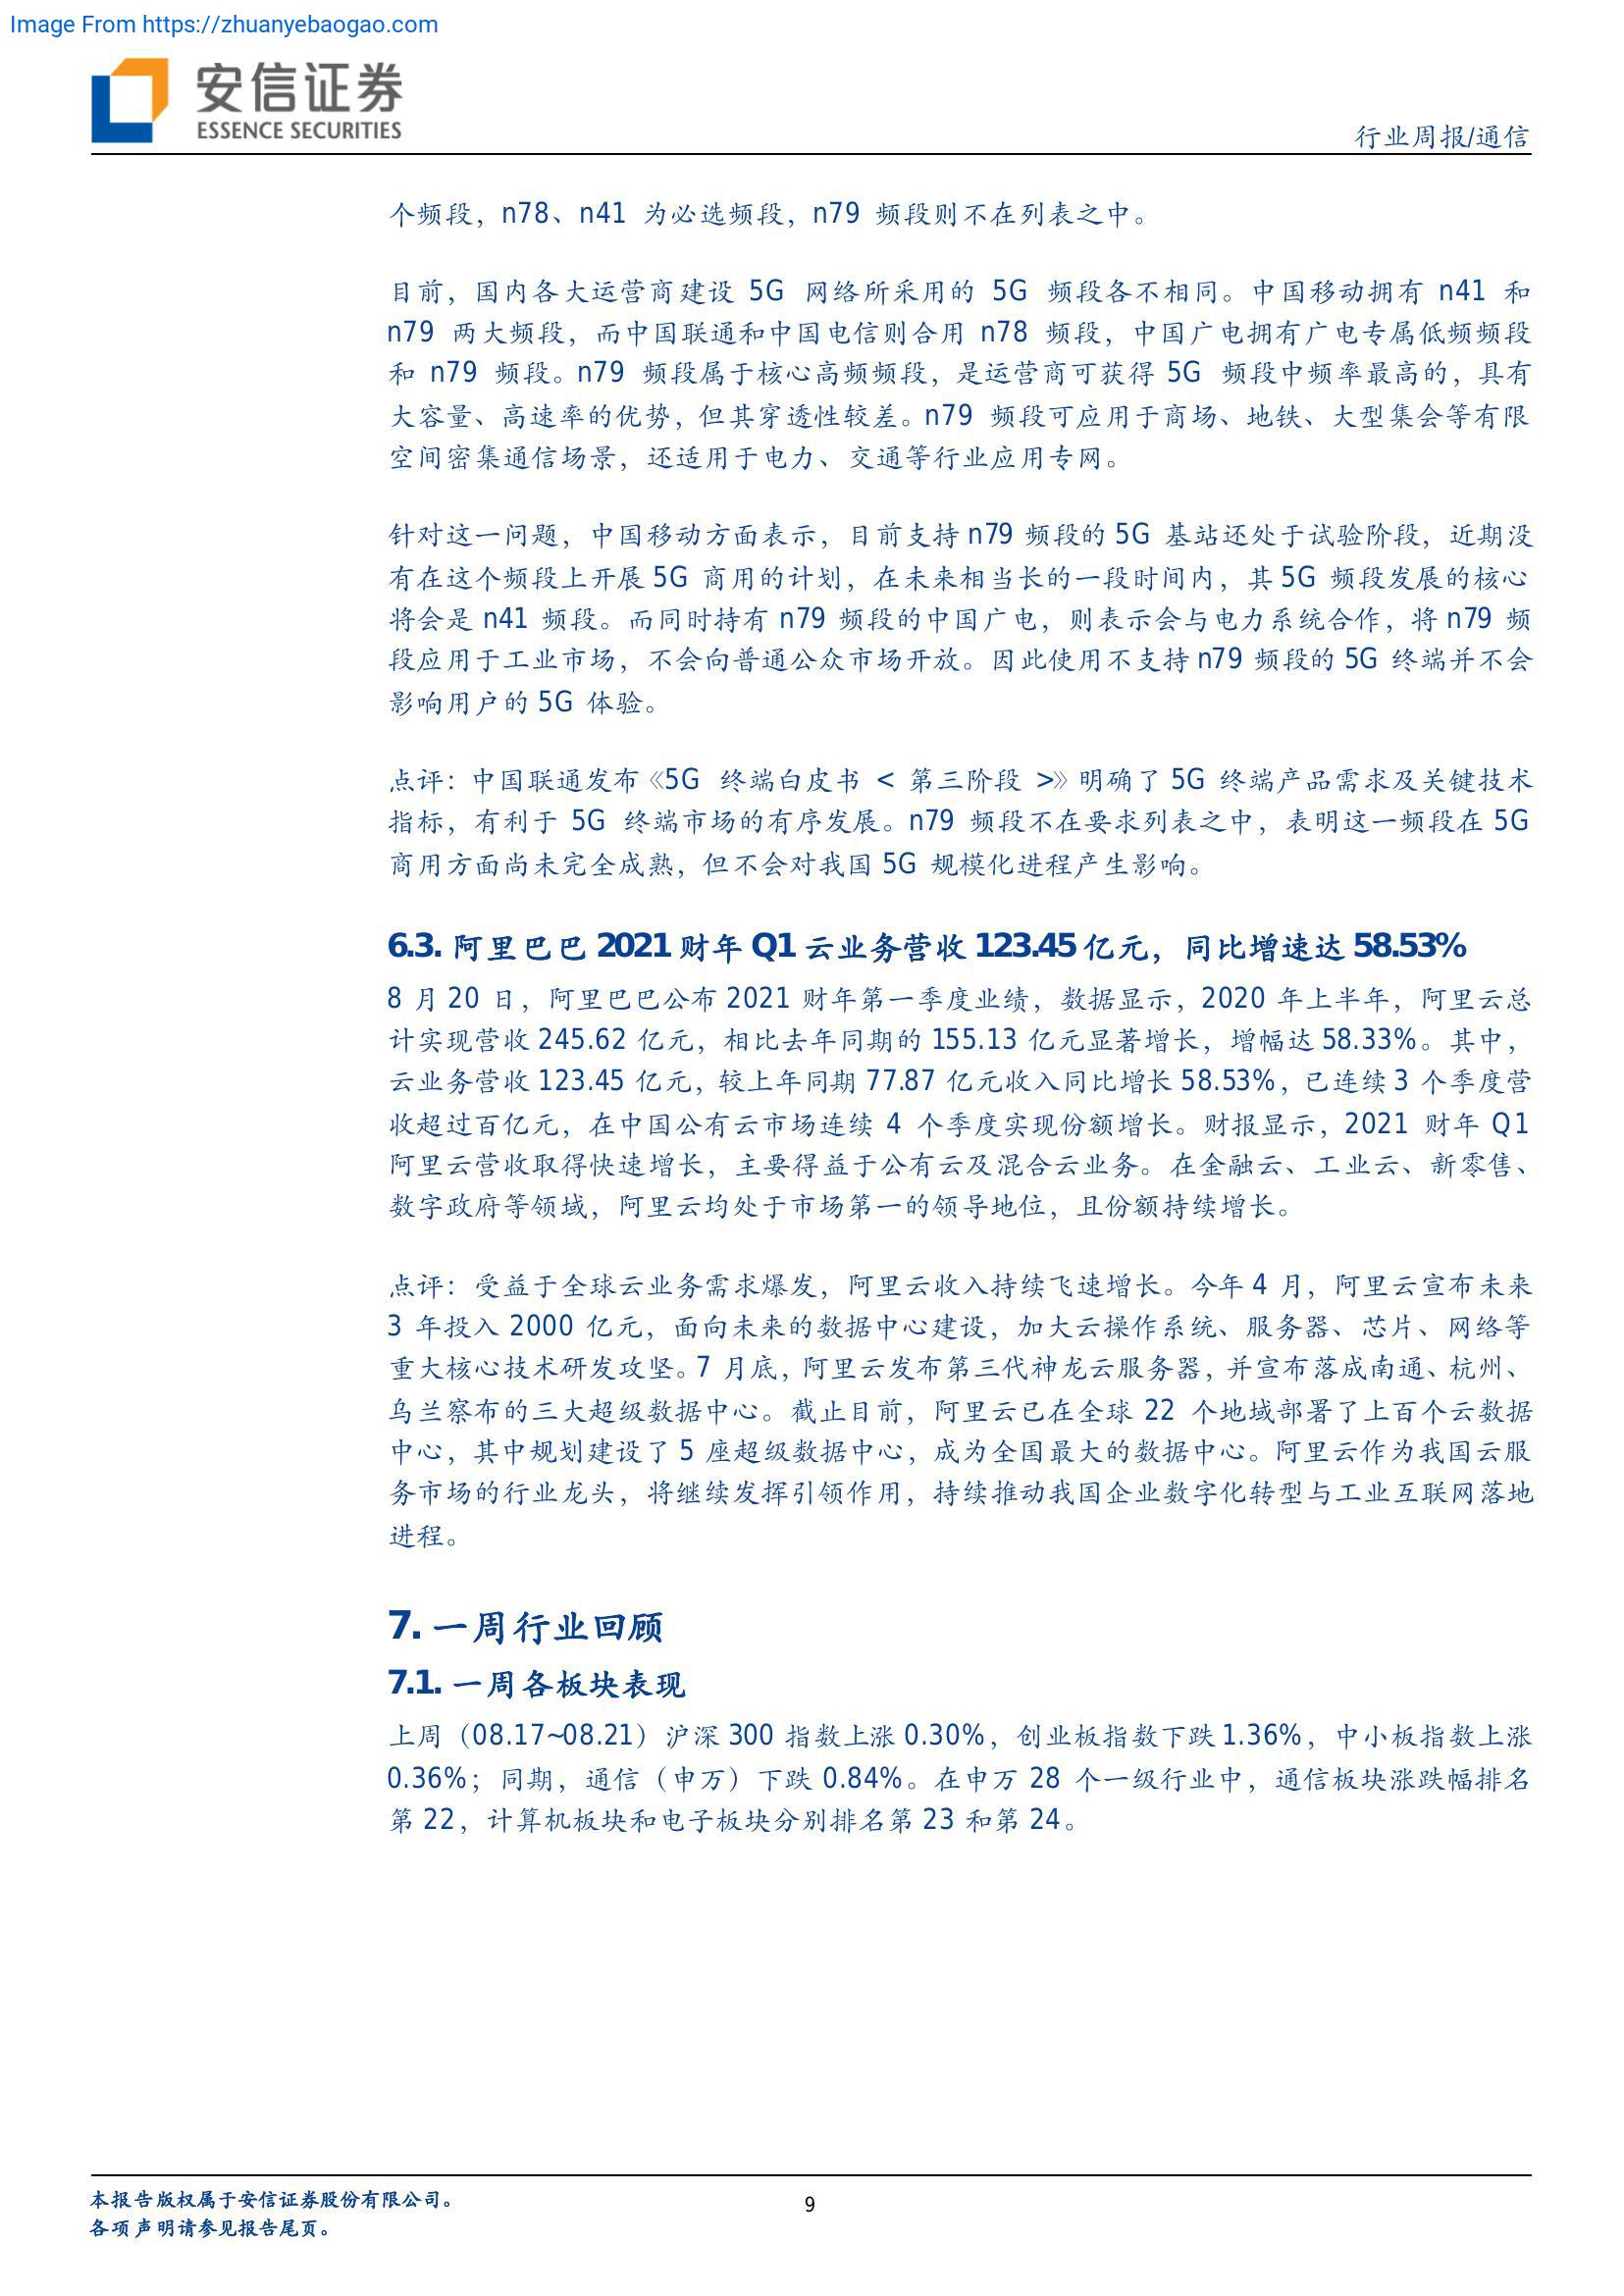 Image From https://zhuanyebaogao.com
安信证券
ESSENCE SECURITIES
行业周报/通信
个频段，n78、n41 为必选频段，n79 频段则不在列表之中。
目前，国内各大运营商建设 5G 网络所采用的 5G 频段各不相同。中国移动拥有 n41 和
n79 两大频段，而中国联通和中国电信则合用 n78 频段，中国广电拥有广电专属低频频段
和 n79 频段。n79 频段属于核心高频频段，是运营商可获得 5G 频段中频率最高的，具有
大容量、高速率的优势，但其穿透性较差。n79 频段可应用于商场、地铁、大型集会等有限
空间密集通信场景，还适用于电力、交通等行业应用专网。
针对这一问题，中国移动方面表示，目前支持 n79 频段的 5G 基站还处于试验阶段，近期没
有在这个频段上开展 5G 商用的计划，在未来相当长的一段时间内，其 5G 频段发展的核心
将会是 n41 频段。而同时持有 n79 频段的中国广电，则表示会与电力系统合作，将 n79 频
段应用于工业市场，不会向普通公众市场开放。因此使用不支持 n79 频段的 5G 终端并不会
影响用户的 5G 体验。
点评：中国联通发布《5G 终端白皮书 < 第三阶段 >》明确了 5G 终端产品需求及关键技术
指标，有利于 5G 终端市场的有序发展。n79 频段不在要求列表之中，表明这一频段在 5G
商用方面尚未完全成熟，但不会对我国 5G 规模化进程产生影响。
6.3. 阿里巴巴 2021 财年 Q1 云业务营收 123.45 亿元，同比增速达 58.53%
8 月 20 日，阿里巴巴公布 2021 财年第一季度业绩，数据显示，2020 年上半年，阿里云总
计实现营收 245.62 亿元，相比去年同期的 155.13 亿元显著增长，增幅达 58.33%。其中，
云业务营收 123.45 亿元，较上年同期 77.87 亿元收入同比增长 58.53%，已连续 3 个季度营
收超过百亿元，在中国公有云市场连续 4 个季度实现份额增长。财报显示，2021 财年 Q1
阿里云营收取得快速增长，主要得益于公有云及混合云业务。在金融云、工业云、新零售、
数字政府等领域，阿里云均处于市场第一的领导地位，且份额持续增长。
点评：受益于全球云业务需求爆发，阿里云收入持续飞速增长。今年 4 月，阿里云宣布未来
3 年投入 2000 亿元，面向未来的数据中心建设，加大云操作系统、服务器、芯片、网络等
重大核心技术研发攻坚。7 月底，阿里云发布第三代神龙云服务器，并宣布落成南通、杭州、
乌兰察布的三大超级数据中心。截止目前，阿里云已在全球 22 个地域部署了上百个云数据
中心，其中规划建设了 5 座超级数据中心，成为全国最大的数据中心。阿里云作为我国云服
务市场的行业龙头，将继续发挥引领作用，持续推动我国企业数字化转型与工业互联网落地
进程。
7. 一周行业回顾
7.1. 一周各板块表现
上周（08.17~08.21）沪深 300 指数上涨 0.30%，创业板指数下跌 1.36%，中小板指数上涨
0.36%；同期，通信（申万）下跌 0.84%。在申万 28 个一级行业中，通信板块涨跌幅排名
第 22，计算机板块和电子板块分别排名第 23 和第 24。
本报告版权属于安信证券股份有限公司。
各项声明请参见报告尾页。
9